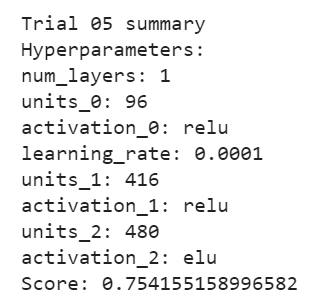 Trial 05 summary
Hyperparameters:
num_layers: 1
units_0: 96
activation_0: relu
learning_rate: 0.0001
units_1: 416
activation_1: relu
units_2: 480
activation_2: elu
Score: 0.754155158996582